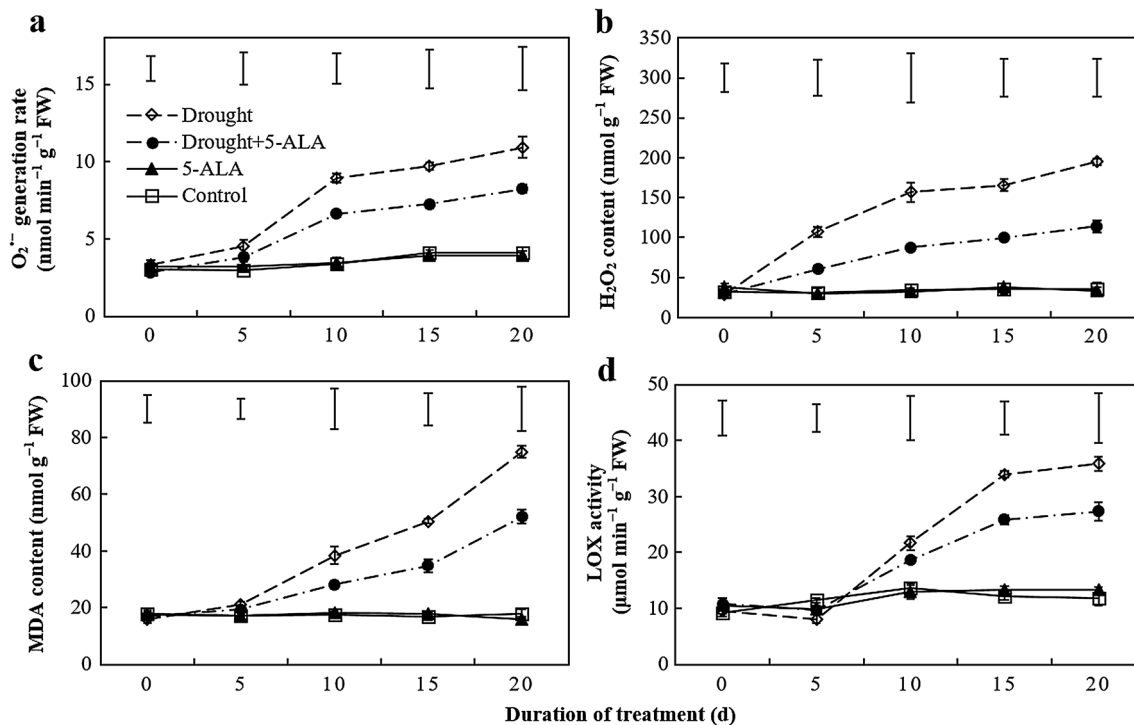 a
O₂•− generation rate
(nmol min−1 g−1 FW)
15
10
5
0
0 5 10 15 20
Drought
Drought+5-ALA
5-ALA
Control
b
H2O2 content (nmol g−1 FW)
350
300
250
200
150
100
50
0
0 5 10 15 20
c
MDA content (nmol g−1 FW)
100
80
60
40
20
0
0 5 10 15 20
d
LOX activity
(μmol min−1 g−1 FW)
50
40
30
20
10
0
0 5 10 15 20
Duration of treatment (d)